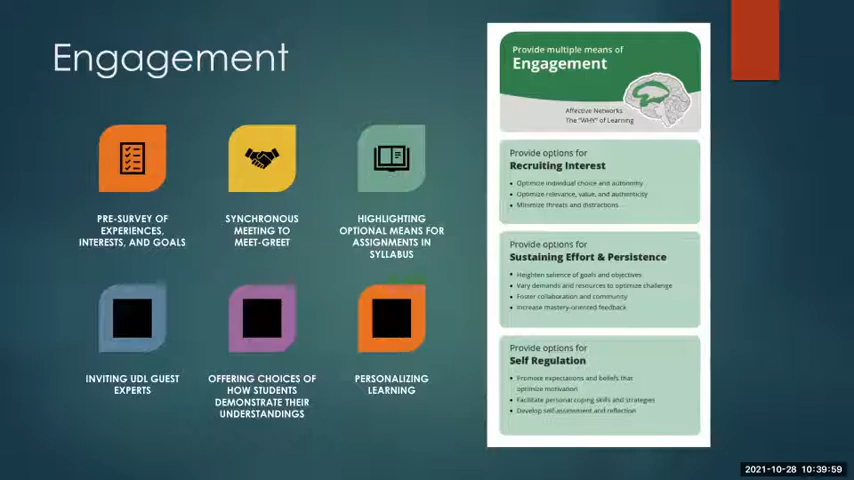 Engagement
PRE-SURVEY OF
EXPERIENCES,
INTERESTS, AND GOALS
SYNCHRONOUS
MEETING TO
MEET-GREET
HIGHLIGHTING
OPTIONAL MEANS FOR
ASSIGNMENTS IN
SYLLABUS
INVITING UDL GUEST
EXPERTS
OFFERING CHOICES OF
HOW STUDENTS
DEMONSTRATE THEIR
UNDERSTANDINGS
PERSONALIZING
LEARNING
Provide multiple means of
Engagement
Affective Networks
The "WHY" of Learning
Provide options for
Recruiting Interest
• Optimize individual choice and autonomy
• Optimize relevance, value, and authenticity
• Minimize threats and distractions
Provide options for
Sustaining Effort & Persistence
• Heighten salience of goals and objectives
• Vary demands and resources to optimize challenge
• Foster collaboration and community
• Increase mastery-oriented feedback
Provide options for
Self Regulation
• Promote expectations and beliefs that
optimize motivation
• Facilitate personal coping skills and strategies
• Develop self-assessment and reflection
2021-10-28 10:39:59